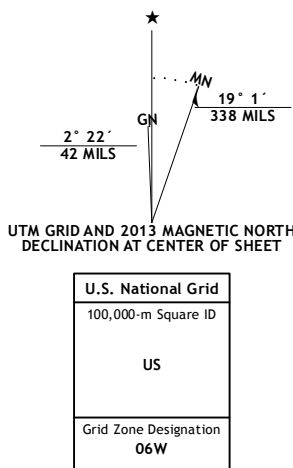 ★
MN
GN
19° 1´
338 MILS
2° 22´
42 MILS
UTM GRID AND 2013 MAGNETIC NORTH
DECLINATION AT CENTER OF SHEET
U.S. National Grid
100,000-m Square ID
US
Grid Zone Designation
06W